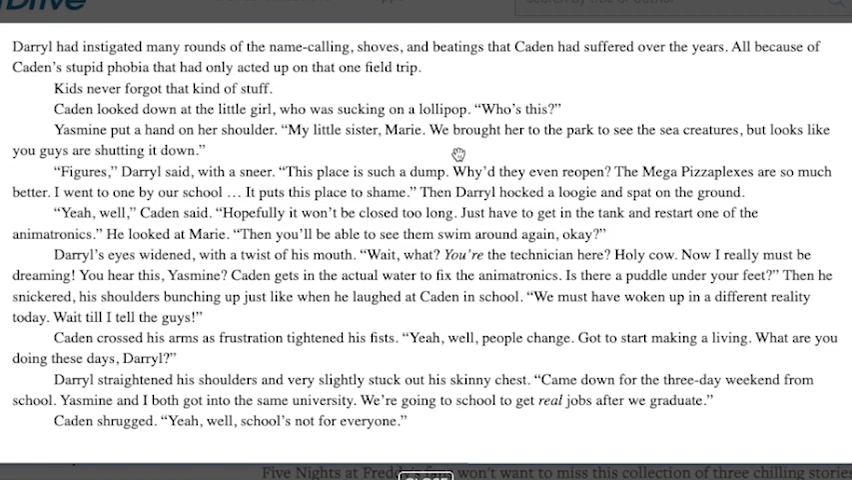 Darryl had instigated many rounds of the name-calling, shoves, and beatings that Caden had suffered over the years. All because of
Caden’s stupid phobia that had only acted up on that one field trip.
Kids never forgot that kind of stuff.
Caden looked down at the little girl, who was sucking on a lollipop. “Who’s this?”
Yasmine put a hand on her shoulder. “My little sister, Marie. We brought her to the park to see the sea creatures, but looks like
you guys are shutting it down.”
“Figures,” Darryl said, with a sneer. “This place is such a dump. Why’d they even reopen? The Mega Pizzaplexes are so much
better. I went to one by our school … It puts this place to shame.” Then Darryl hocked a loogie and spat on the ground.
“Yeah, well,” Caden said. “Hopefully it won’t be closed too long. Just have to get in the tank and restart one of the
animatronics.” He looked at Marie. “Then you’ll be able to see them swim around again, okay?”
Darryl’s eyes widened, with a twist of his mouth. “Wait, what? You’re the technician here? Holy cow. Now I really must be
dreaming! You hear this, Yasmine? Caden gets in the actual water to fix the animatronics. Is there a puddle under your feet?” Then he
snickered, his shoulders bunching up just like when he laughed at Caden in school. “We must have woken up in a different reality
today. Wait till I tell the guys!”
Caden crossed his arms as frustration tightened his fists. “Yeah, well, people change. Got to start making a living. What are you
doing these days, Darryl?”
Darryl straightened his shoulders and very slightly stuck out his skinny chest. “Came down for the three-day weekend from
school. Yasmine and I both got into the same university. We’re going to school to get real jobs after we graduate.”
Caden shrugged. “Yeah, well, school’s not for everyone.”
Five Nights at Freddy's fans won't want to miss this collection of three chilling stories